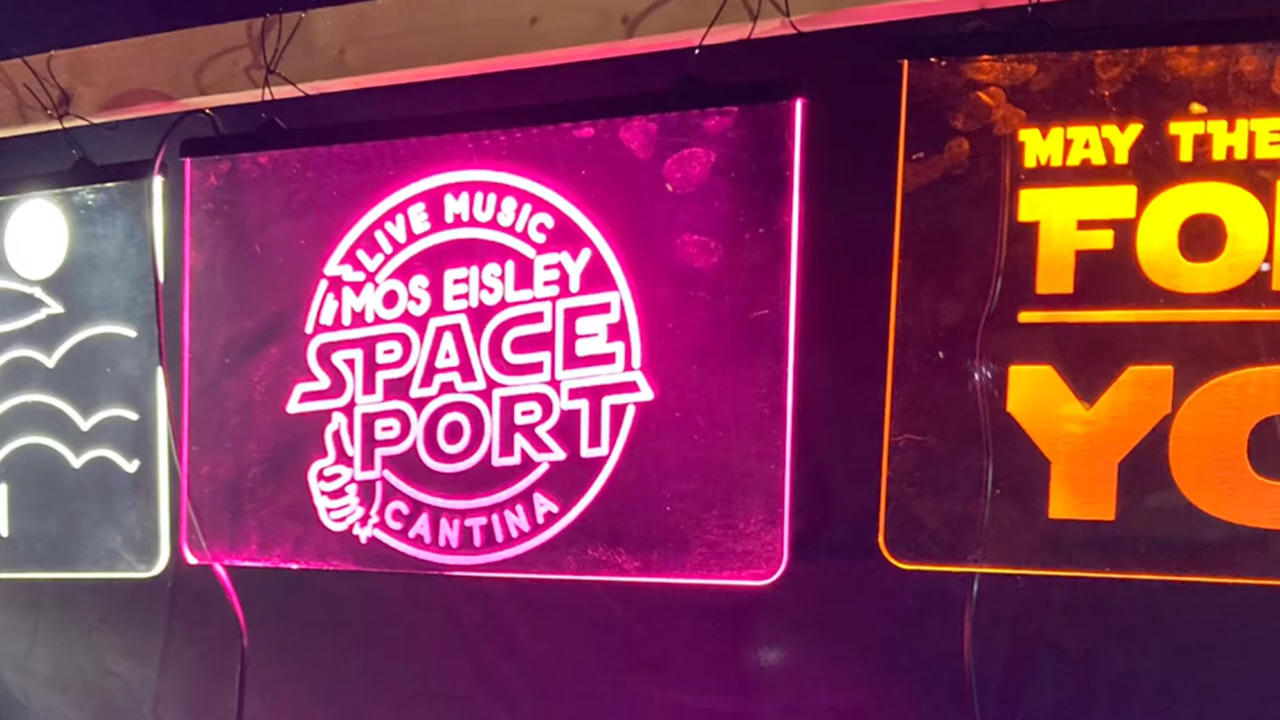 LIVE MUSIC
MOS EISLEY
SPACE
PORT
CANTINA
MAY THE
FO
YO